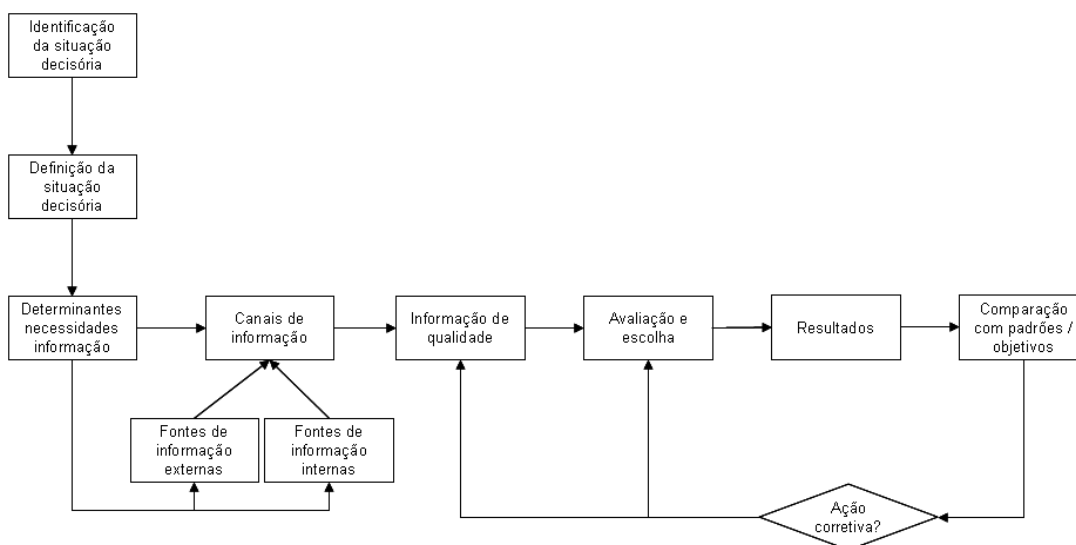 Identificação
da situação
decisória
Definição da
situação
decisória
Determinantes
necessidades
informação
Canais de
informação
Informação de
qualidade
Avaliação e
escolha
Resultados
Comparação
com padrões /
objetivos
Fontes de
informação
externas
Fontes de
informação
internas
Ação
corretiva?